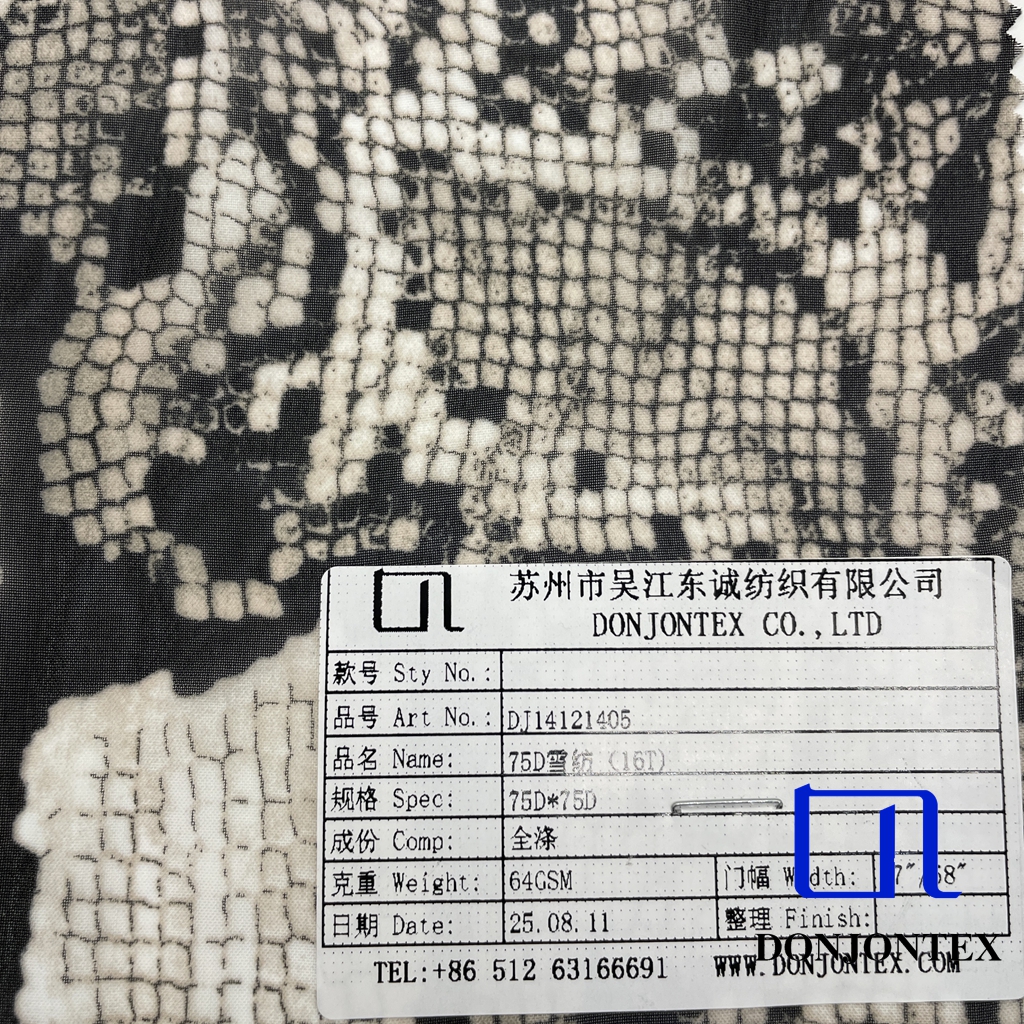 苏州市吴江东诚纺织有限公司
DONJONTEX CO.,LTD
款号 Sty No.:
品号 Art No.: DJ14121405
品名 Name: 75D雪纺 (16T)
规格 Spec: 75D*75D
成份 Comp: 全涤
克重 Weight: 64GSM 门幅 Width:
日期 Date: 25.08.11 整理 Finish:
TEL:+86 512 63166691 WWW.DONJONTEX.COM
DONJONTEX